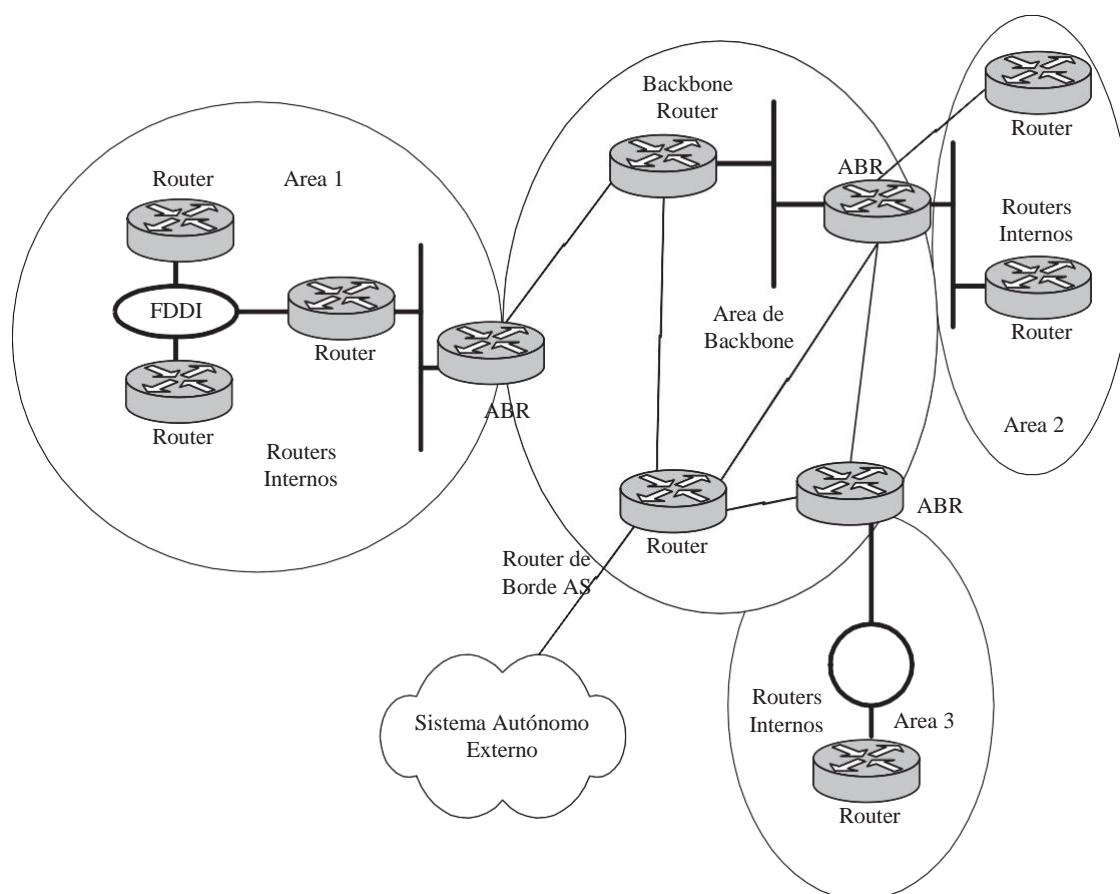 Backbone
Router
Router
ABR
Router
Area 1
Routers
Internos
FDDI
Router
Area de
Backbone
Router
Router
ABR
Routers
Internos
Area 2
ABR
Router
Router de
Borde AS
Sistema Autónomo
Externo
Routers
Internos
Area 3
Router